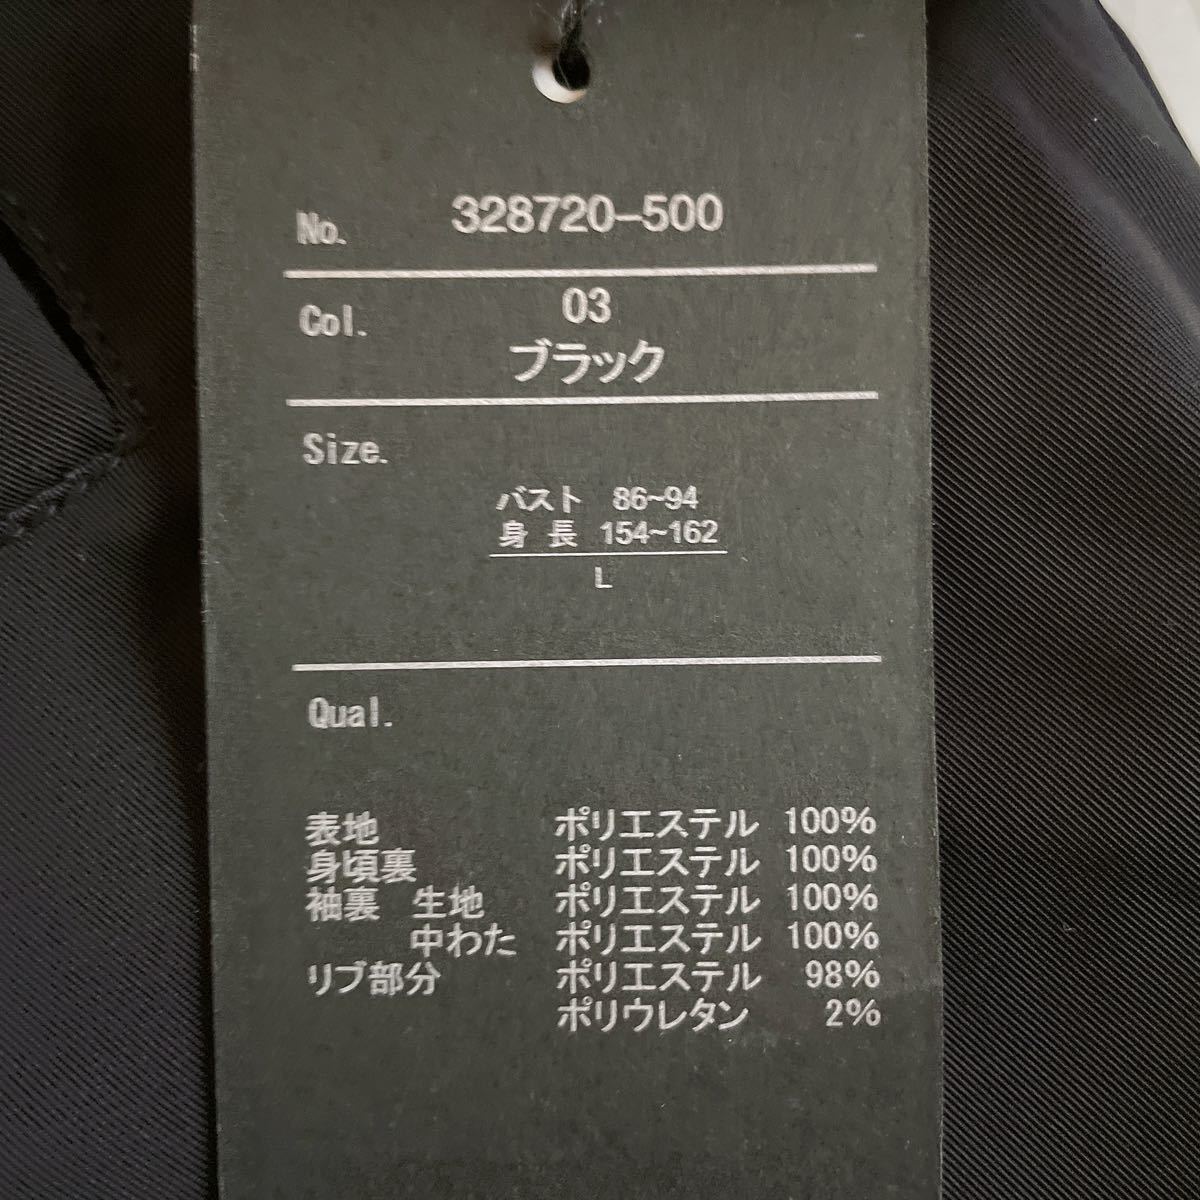 No. 328720-500
Col. 03
ブラック
Size.
バスト 86~94
身長 154~162
L
Qual.
表地 ポリエステル 100%
身頃裏 ポリエステル 100%
袖裏 生地 ポリエステル 100%
中わた ポリエステル 100%
リブ部分 ポリエステル 98%
ポリウレタン 2%